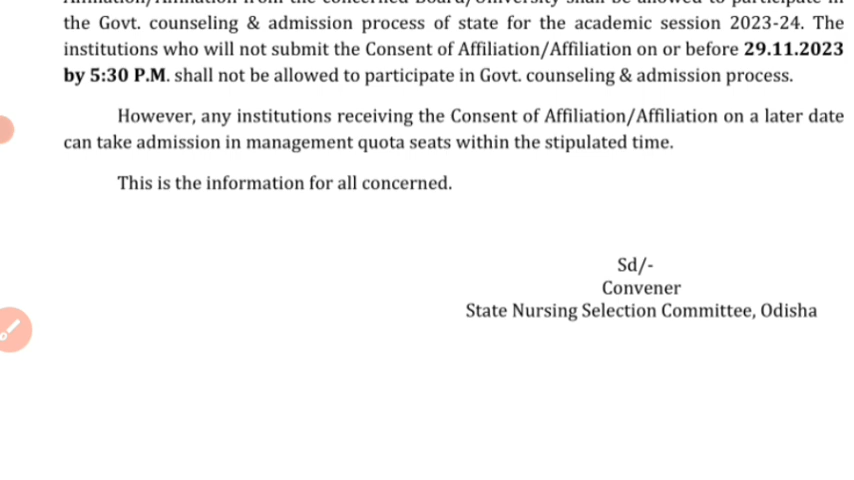 the Govt. counseling & admission process of state for the academic session 2023-24. The
institutions who will not submit the Consent of Affiliation/Affiliation on or before 29.11.2023
by 5:30 P.M. shall not be allowed to participate in Govt. counseling & admission process.
However, any institutions receiving the Consent of Affiliation/Affiliation on a later date
can take admission in management quota seats within the stipulated time.
This is the information for all concerned.
Sd/-
Convener
State Nursing Selection Committee, Odisha